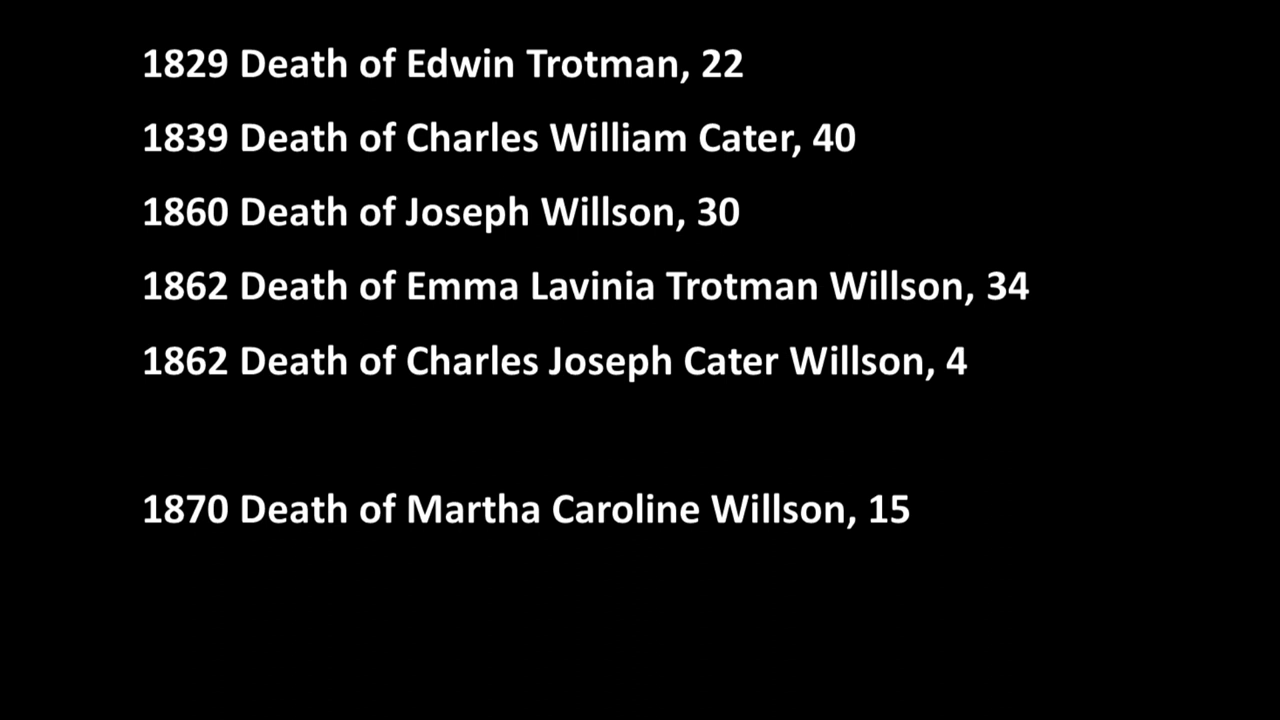 1829 Death of Edwin Trotman, 22
1839 Death of Charles William Cater, 40
1860 Death of Joseph Willson, 30
1862 Death of Emma Lavinia Trotman Willson, 34
1862 Death of Charles Joseph Cater Willson, 4
1870 Death of Martha Caroline Willson, 15